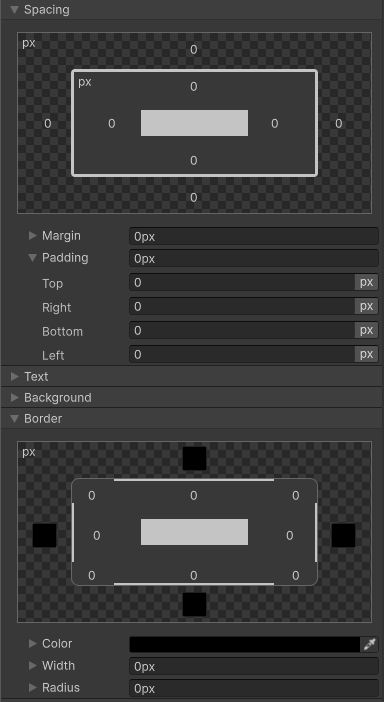 Spacing
px
0
px
0
0 0 0 0
0
0
Margin 0px
Padding 0px
Top 0 px
Right 0 px
Bottom 0 px
Left 0 px
Text
Background
Border
px
0 0 0
0 0
0 0 0
Color
Width 0px
Radius 0px